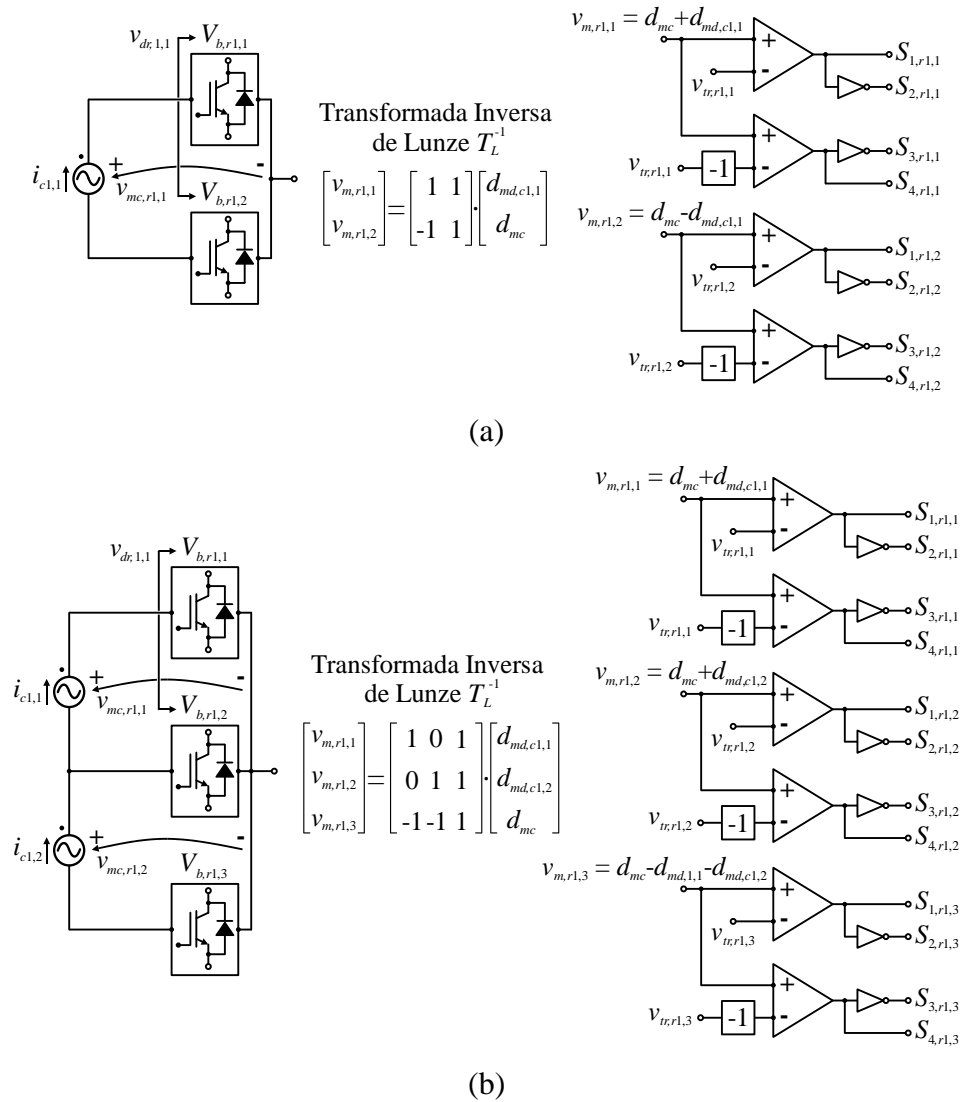 v_{dr,1,1} V_{b,r1,1}
i_{c1,1} + v_{mc,r1,1} -
V_{b,r1,2}
Transformada Inversa
de Lunze T_L^{-1}
[v_{m,r1,1}] = [1 1] · [d_{md,c1,1}]
[v_{m,r1,2}] [-1 1] [d_{mc}]
v_{m,r1,1} = d_{mc}+d_{md,c1,1}
+ S_{1,r1,1}
v_{tr,r1,1} - S_{2,r1,1}
+ S_{3,r1,1}
v_{tr,r1,1} -1 - S_{4,r1,1}
v_{m,r1,2} = d_{mc}-d_{md,c1,1}
+ S_{1,r1,2}
v_{tr,r1,2} - S_{2,r1,2}
+ S_{3,r1,2}
v_{tr,r1,2} -1 - S_{4,r1,2}
(a)
v_{dr,1,1} V_{b,r1,1}
i_{c1,1} + v_{mc,r1,1} -
V_{b,r1,2}
i_{c1,2} + v_{mc,r1,2} -
V_{b,r1,3}
Transformada Inversa
de Lunze T_L^{-1}
[v_{m,r1,1}] [1 0 1] [d_{md,c1,1}]
[v_{m,r1,2}] = [0 1 1] · [d_{md,c1,2}]
[v_{m,r1,3}] [-1 -1 1] [d_{mc}]
v_{m,r1,1} = d_{mc}+d_{md,c1,1}
+ S_{1,r1,1}
v_{tr,r1,1} - S_{2,r1,1}
+ S_{3,r1,1}
v_{tr,r1,1} -1 - S_{4,r1,1}
v_{m,r1,2} = d_{mc}+d_{md,c1,2}
+ S_{1,r1,2}
v_{tr,r1,2} - S_{2,r1,2}
+ S_{3,r1,2}
v_{tr,r1,2} -1 - S_{4,r1,2}
v_{m,r1,3} = d_{mc}-d_{md,1,1}-d_{md,c1,2}
+ S_{1,r1,3}
v_{tr,r1,3} - S_{2,r1,3}
+ S_{3,r1,3}
v_{tr,r1,3} -1 - S_{4,r1,3}
(b)